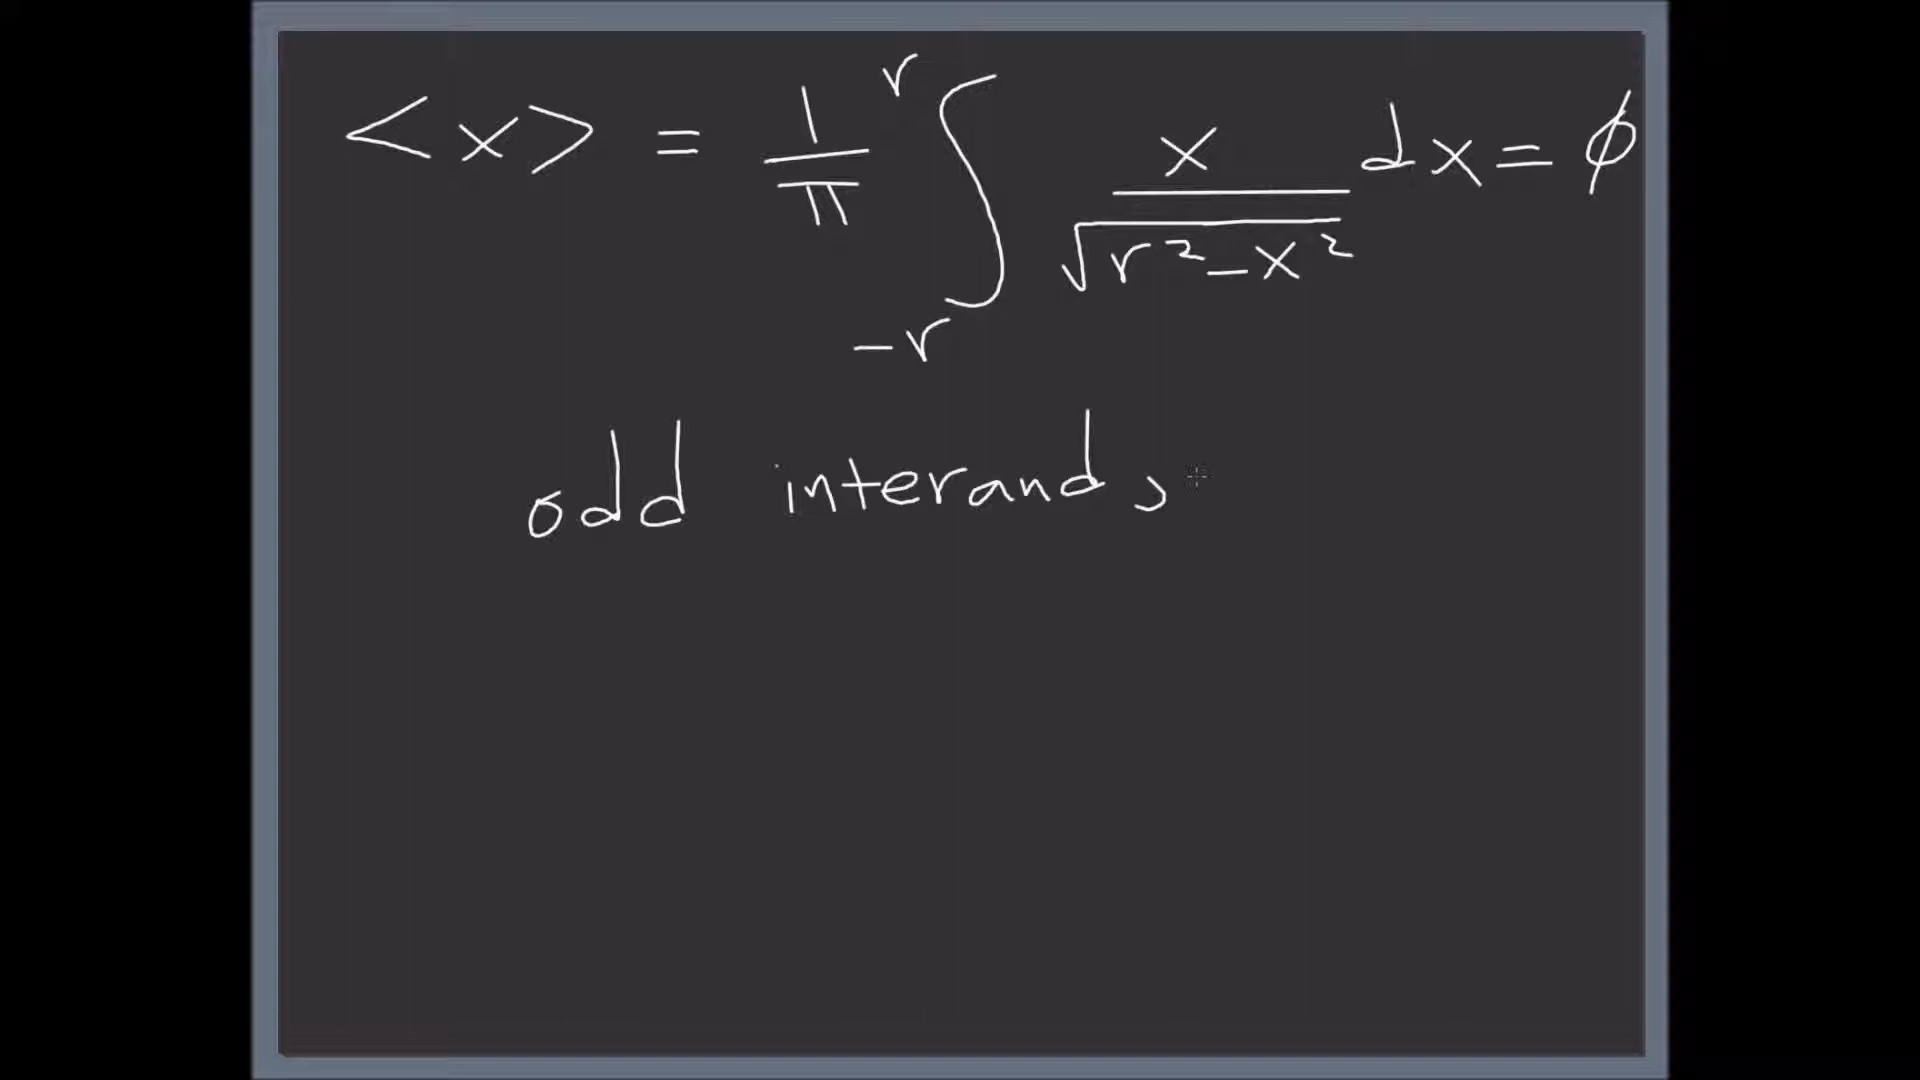 <x> = 1/π ∫_{-r}^{r} x/√(r²-x²) dx = ϕ
odd interand,